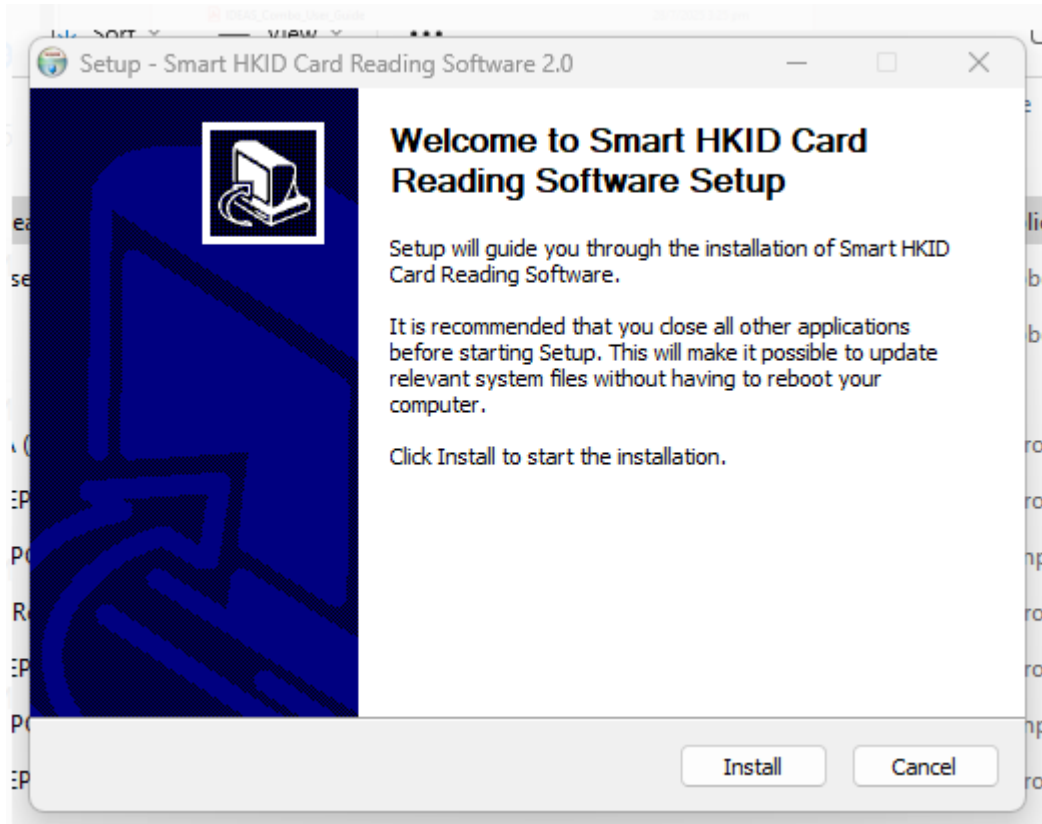 IDEAS_Combo_User_Guide
Sort
View
Setup - Smart HKID Card Reading Software 2.0
Welcome to Smart HKID Card
Reading Software Setup
Setup will guide you through the installation of Smart HKID
Card Reading Software.
It is recommended that you close all other applications
before starting Setup. This will make it possible to update
relevant system files without having to reboot your
computer.
Click Install to start the installation.
Install
Cancel